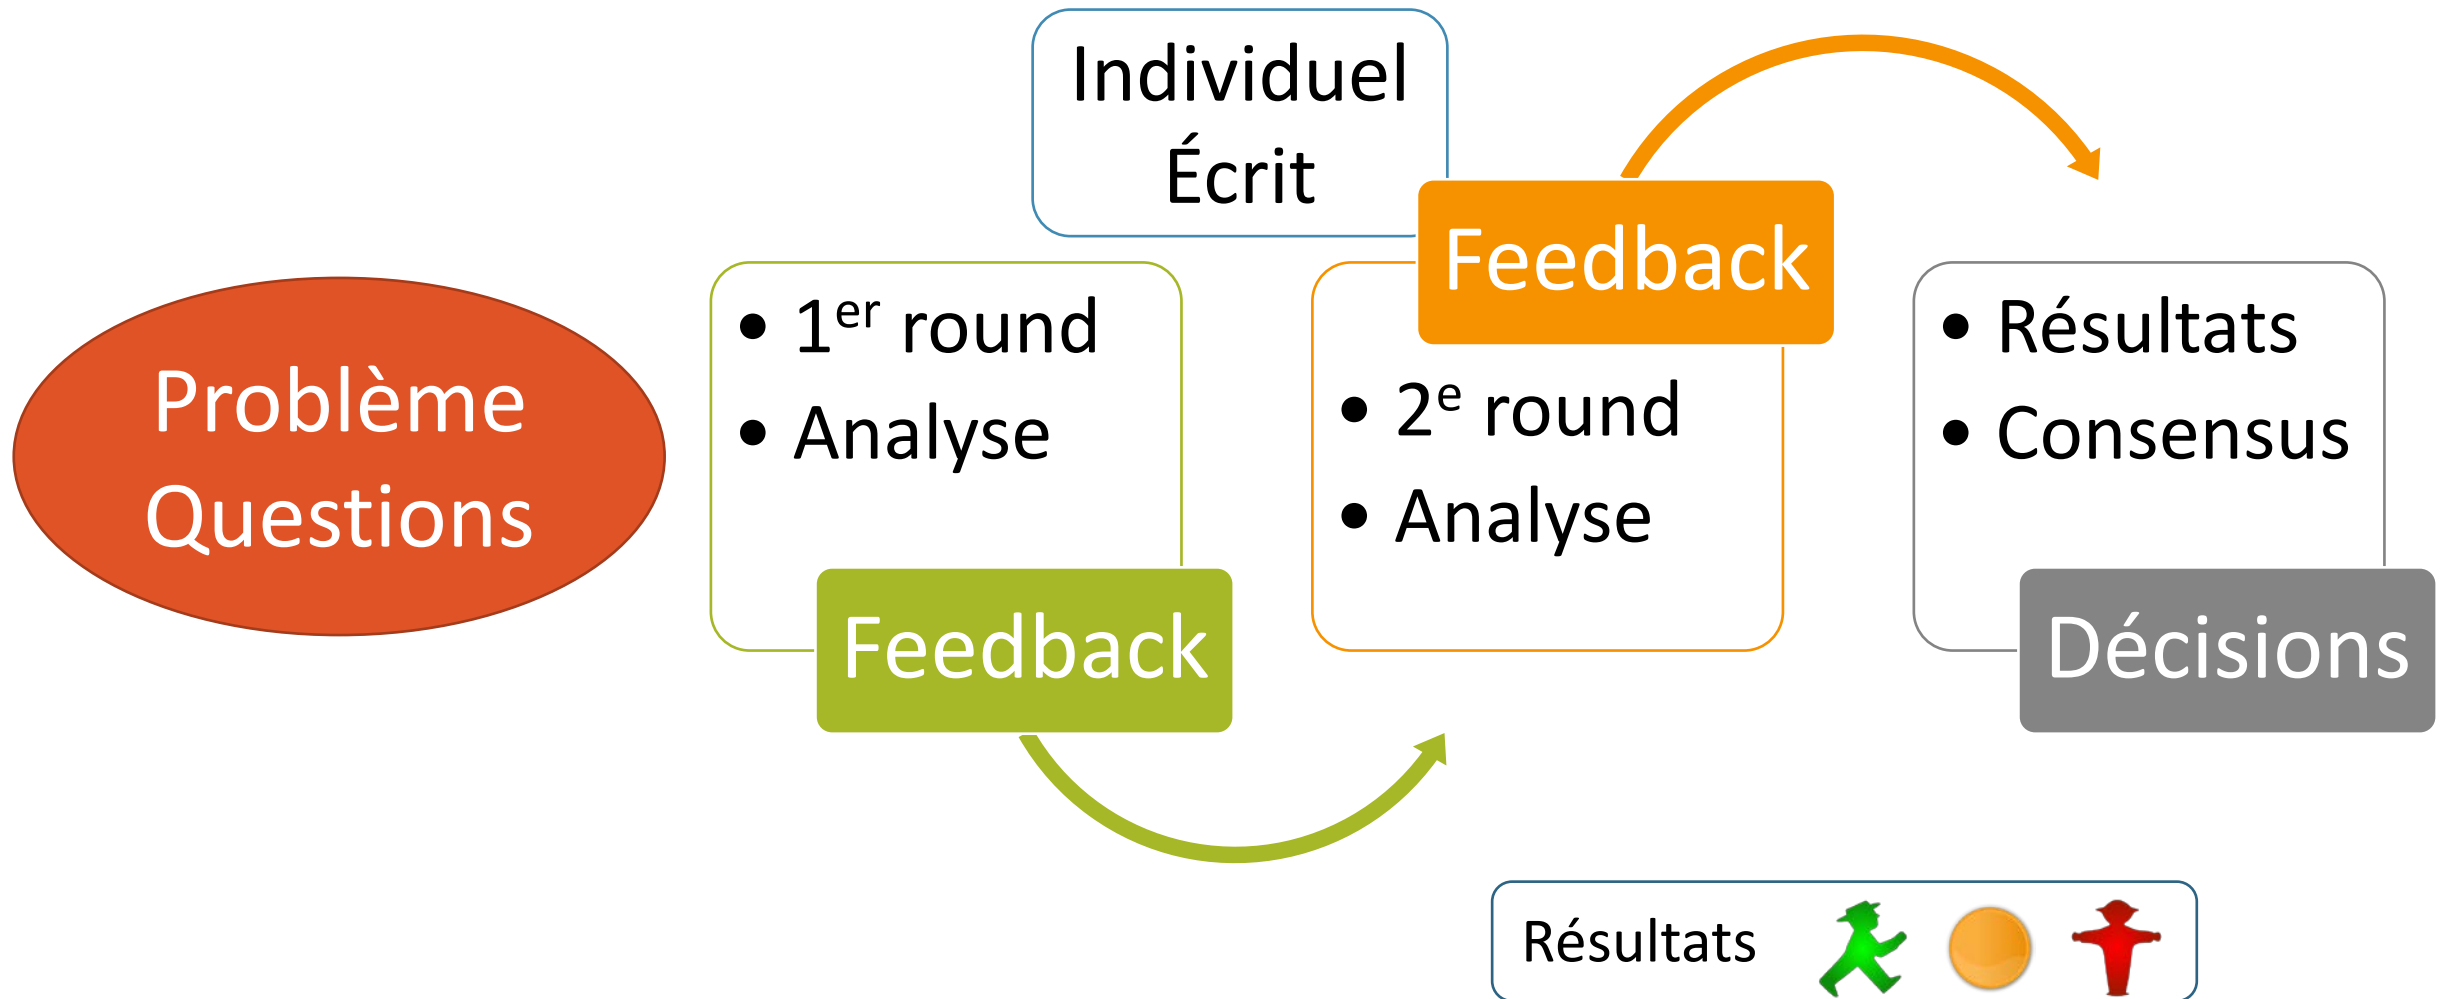 Problème
Questions
Individuel
Écrit
• 1er round
• Analyse
Feedback
Feedback
• 2e round
• Analyse
• Résultats
• Consensus
Décisions
Résultats